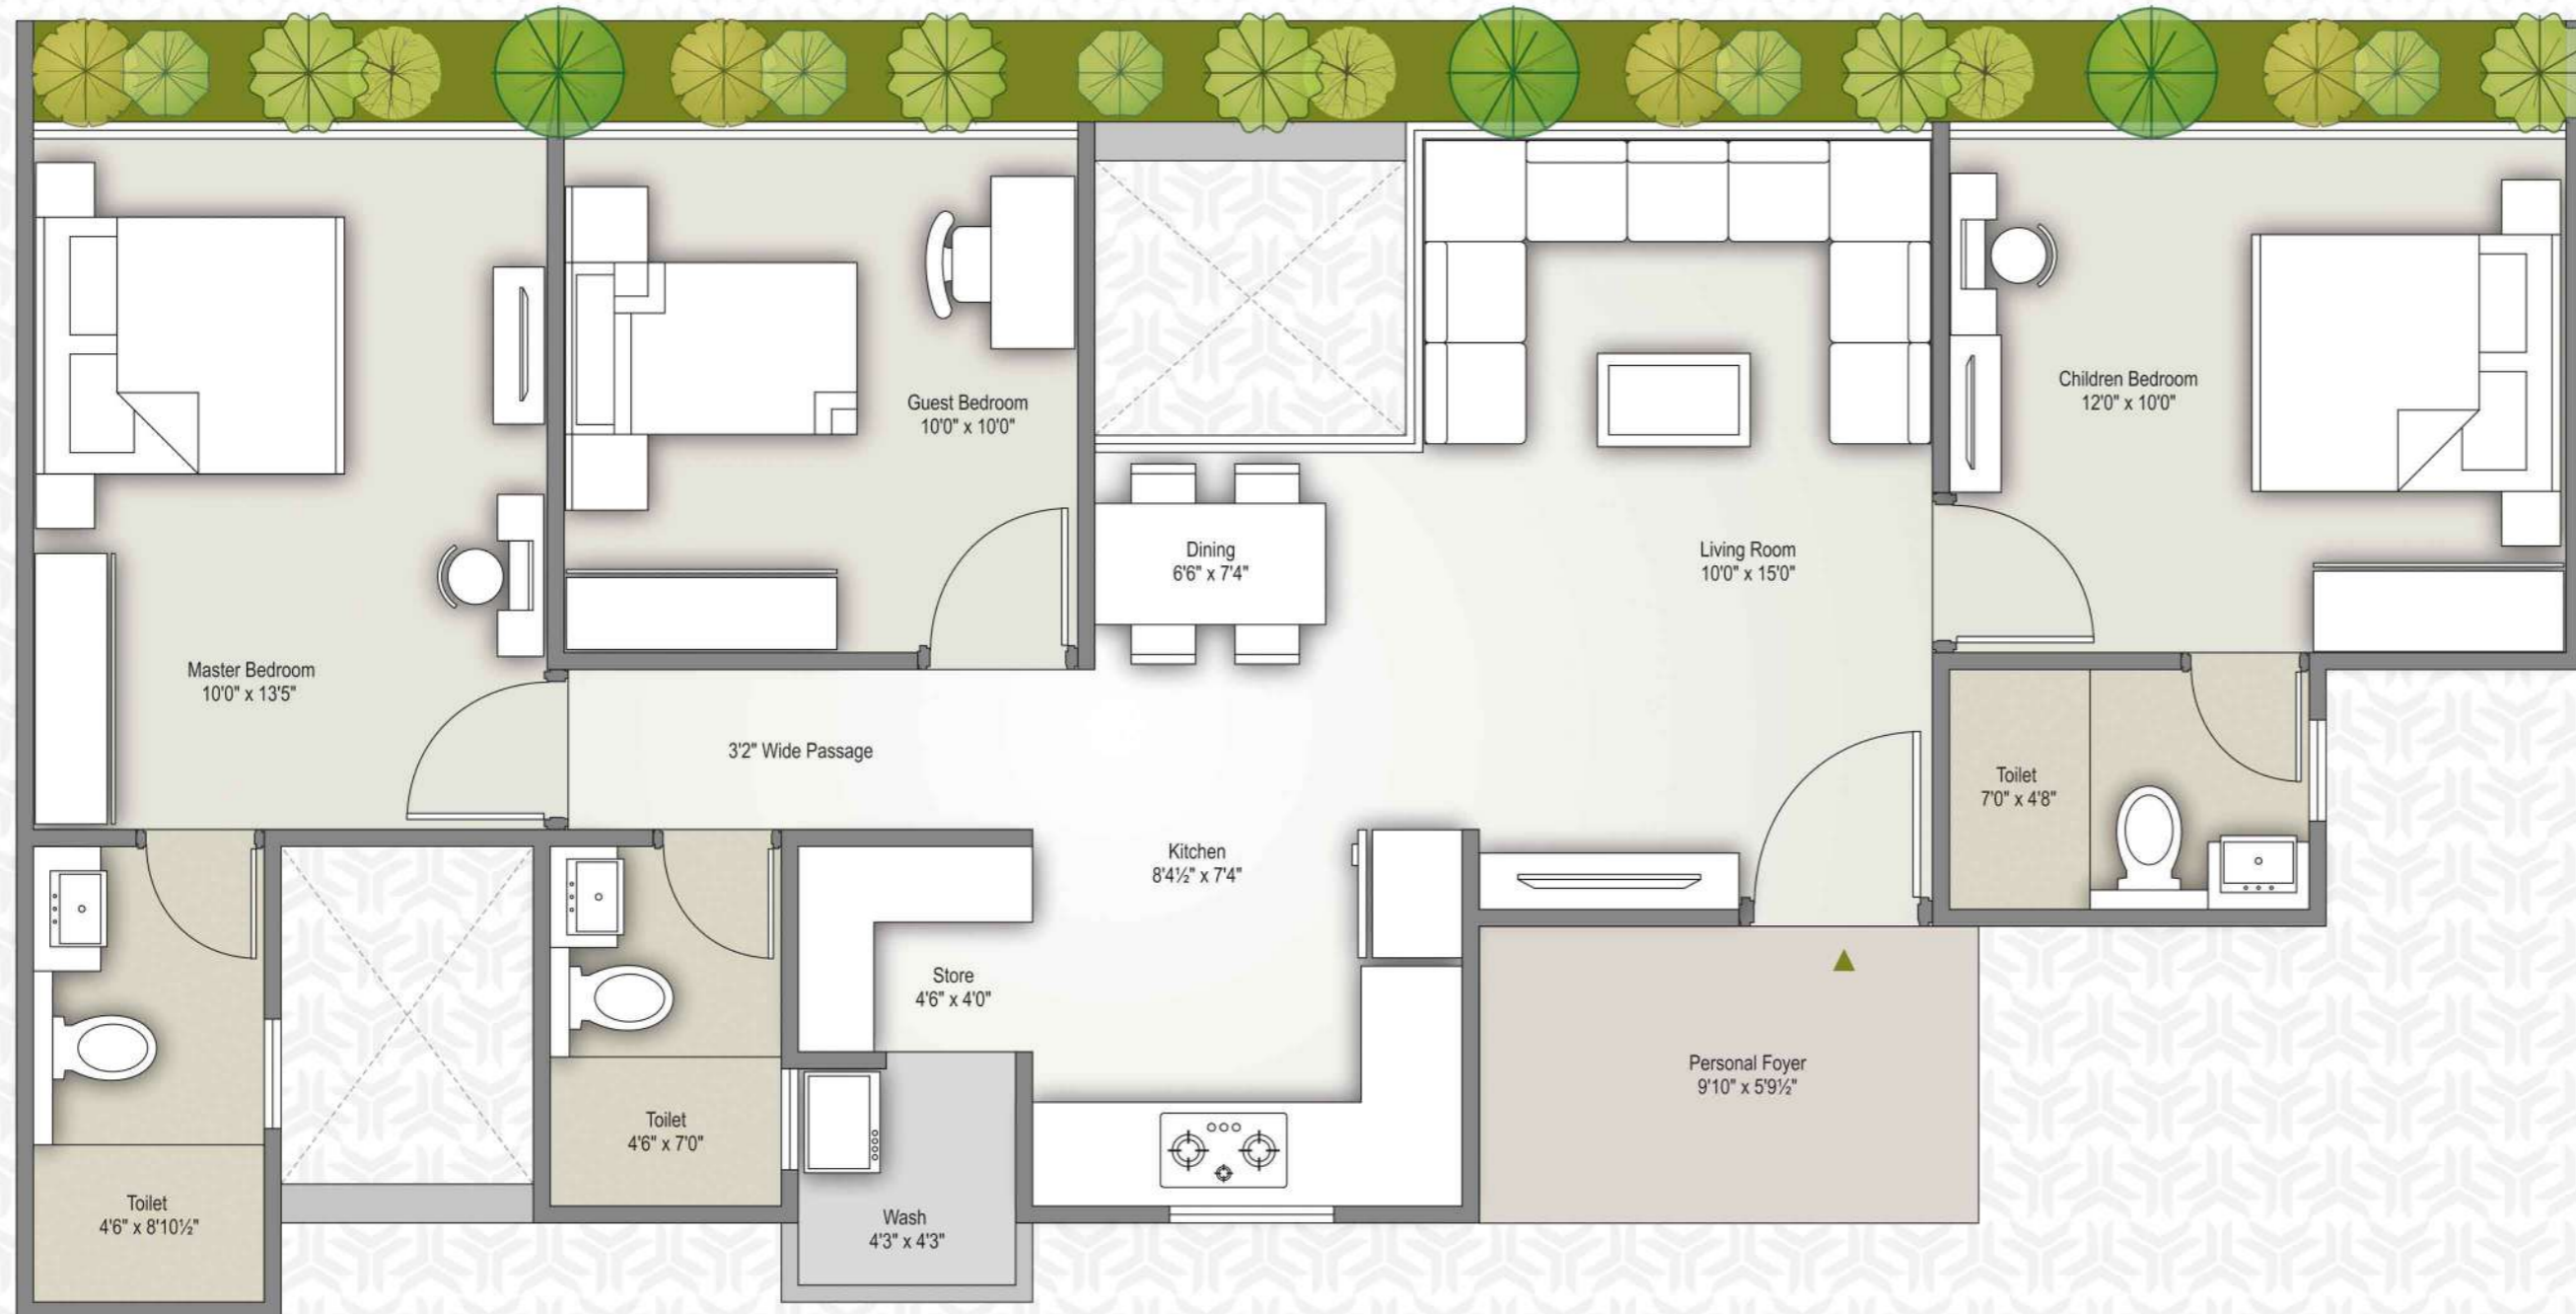 Children Bedroom
12'0" x 10'0"
Guest Bedroom
10'0" x 10'0"
Dining
6'6" x 7'4"
Living Room
10'0" x 15'0"
Master Bedroom
10'0" x 13'5"
3'2" Wide Passage
Toilet
7'0" x 4'8"
Kitchen
8'4½" x 7'4"
Store
4'6" x 4'0"
Personal Foyer
9'10" x 5'9½"
Toilet
4'6" x 7'0"
Toilet
4'6" x 8'10½"
Wash
4'3" x 4'3"